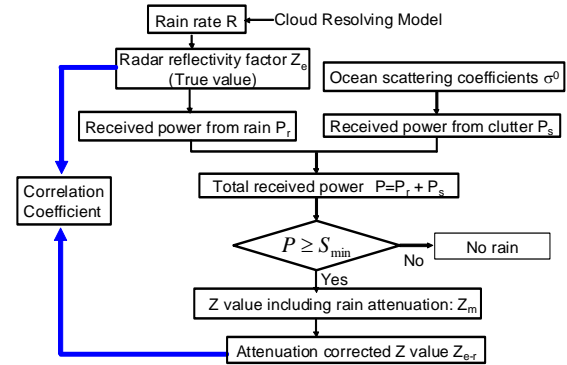 Rain rate R
Cloud Resolving Model
Radar reflectivity factor Zₑ
(True value)
Ocean scattering coefficients σ⁰
Received power from rain Pᵣ
Received power from clutter Pₛ
Correlation
Coefficient
Total received power P=Pᵣ + Pₛ
P ≥ Sₘᵢₙ
No rain
No
Yes
Z value including rain attenuation: Zₘ
Attenuation corrected Z value Zₑ₋ᵣ